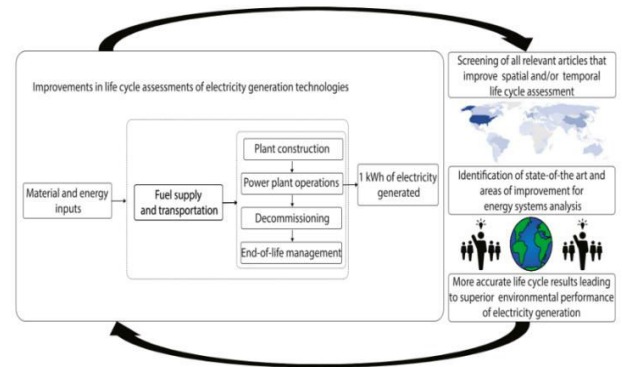 Improvements in life cycle assessments of electricity generation technologies
Material and energy
inputs
Fuel supply
and transportation
Plant construction
Power plant operations
Decommissioning
End-of-life management
1 kWh of electricity
generated
Screening of all relevant articles that
improve spatial and/or temporal
life cycle assessment
Identification of state-of-the art and
areas of improvement for
energy systems analysis
More accurate life cycle results leading
to superior environmental performance
of electricity generation